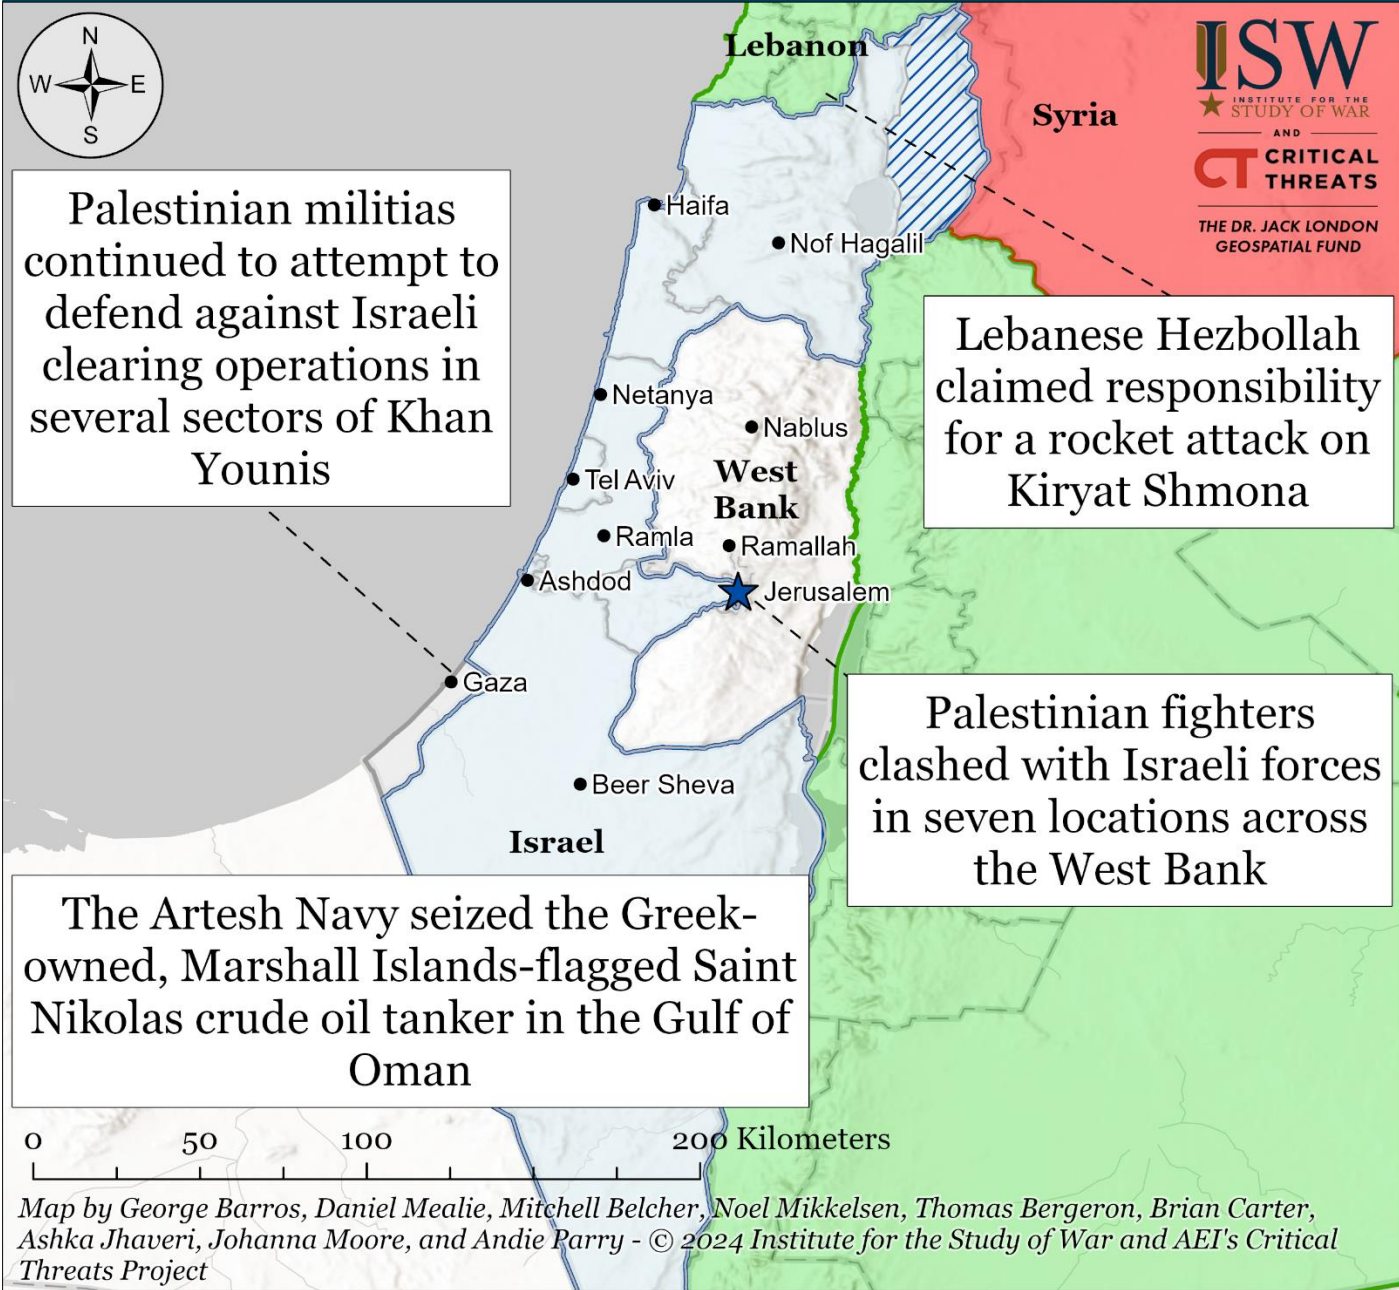 N
W
E
S
Lebanon
Syria
ISW
INSTITUTE FOR THE
STUDY OF WAR
AND
CT CRITICAL
THREATS
THE DR. JACK LONDON
GEOSPATIAL FUND
Palestinian militias
continued to attempt to
defend against Israeli
clearing operations in
several sectors of Khan
Younis
Haifa
Nof Hagalil
Lebanese Hezbollah
claimed responsibility
for a rocket attack on
Kiryat Shmona
Netanya
Nablus
West
Bank
Tel Aviv
Ramla
Ramallah
Ashdod
Jerusalem
Gaza
Palestinian fighters
clashed with Israeli forces
in seven locations across
the West Bank
Beer Sheva
Israel
The Artesh Navy seized the Greek-
owned, Marshall Islands-flagged Saint
Nikolas crude oil tanker in the Gulf of
Oman
0 50 100 200 Kilometers
Map by George Barros, Daniel Mealie, Mitchell Belcher, Noel Mikkelsen, Thomas Bergeron, Brian Carter,
Ashka Jhaveri, Johanna Moore, and Andie Parry - © 2024 Institute for the Study of War and AEI's Critical
Threats Project